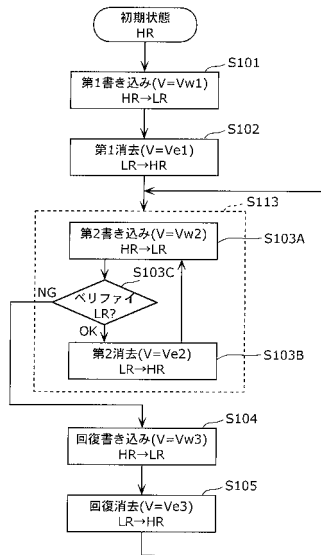 初期状態
HR
S101
第1書き込み(V=Vw1)
HR→LR
S102
第1消去(V=Ve1)
LR→HR
S113
第2書き込み(V=Vw2)
HR→LR
S103A
S103C
NG
ベリファイ
LR?
OK
第2消去(V=Ve2)
LR→HR
S103B
S104
回復書き込み(V=Vw3)
HR→LR
S105
回復消去(V=Ve3)
LR→HR